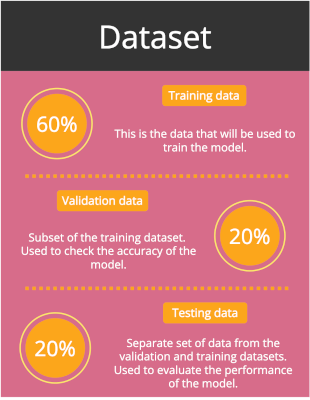 Dataset
60%
Training data
This is the data that will be used to
train the model.
Validation data
Subset of the training dataset.
Used to check the accuracy of the
model.
20%
20%
Testing data
Separate set of data from the
validation and training datasets.
Used to evaluate the performance
of the model.